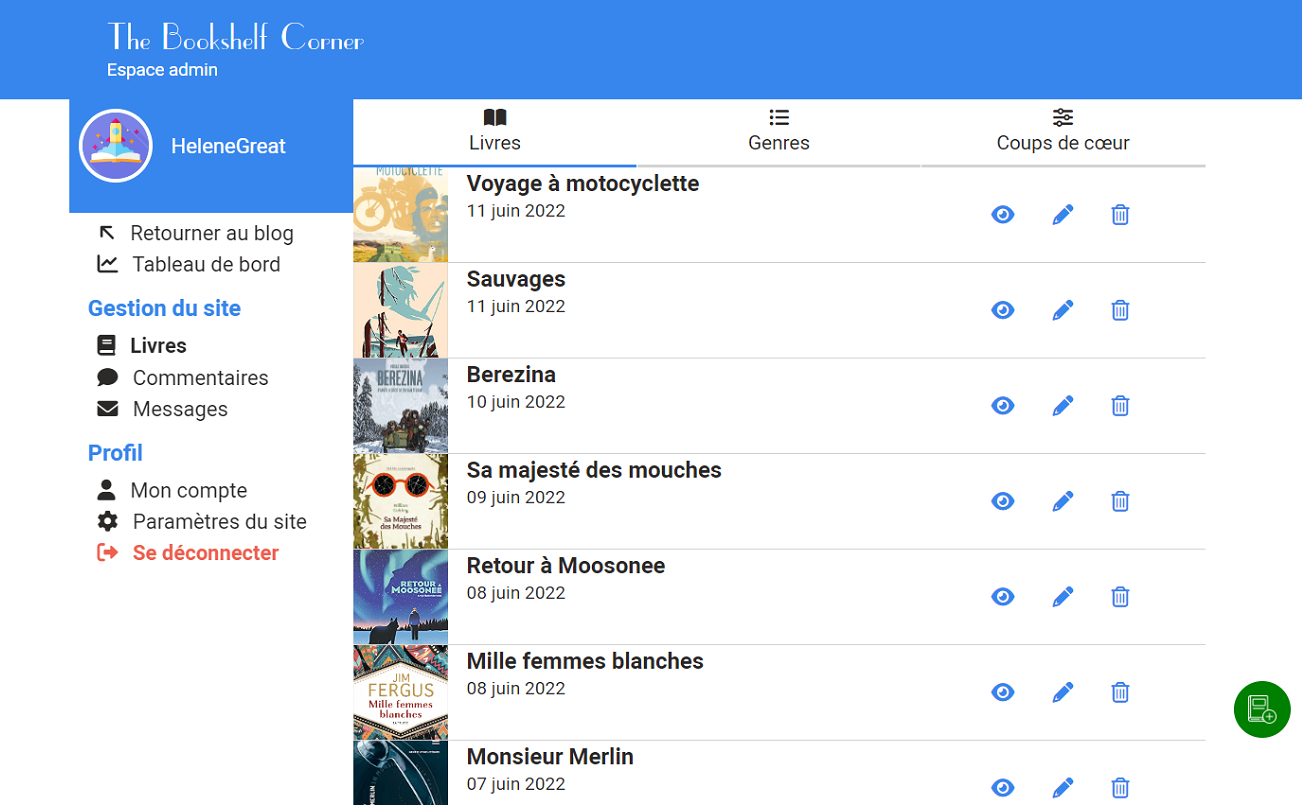 The Bookshelf Corner
Espace admin
HeleneGreat
Retourner au blog
Tableau de bord
Gestion du site
Livres
Commentaires
Messages
Profil
Mon compte
Paramètres du site
Se déconnecter
Livres
Genres
Coups de cœur
MOTOCYCLETTE
Voyage à motocyclette
11 juin 2022
Sauvages
11 juin 2022
BEREZINA
Berezina
10 juin 2022
William
Golding
Sa Majesté
des Mouches
Sa majesté des mouches
09 juin 2022
RETOUR À
MOOSONEE
Retour à Moosonee
08 juin 2022
JIM
FERGUS
Mille femmes
blanches
Mille femmes blanches
08 juin 2022
MERLIN
Monsieur Merlin
07 juin 2022